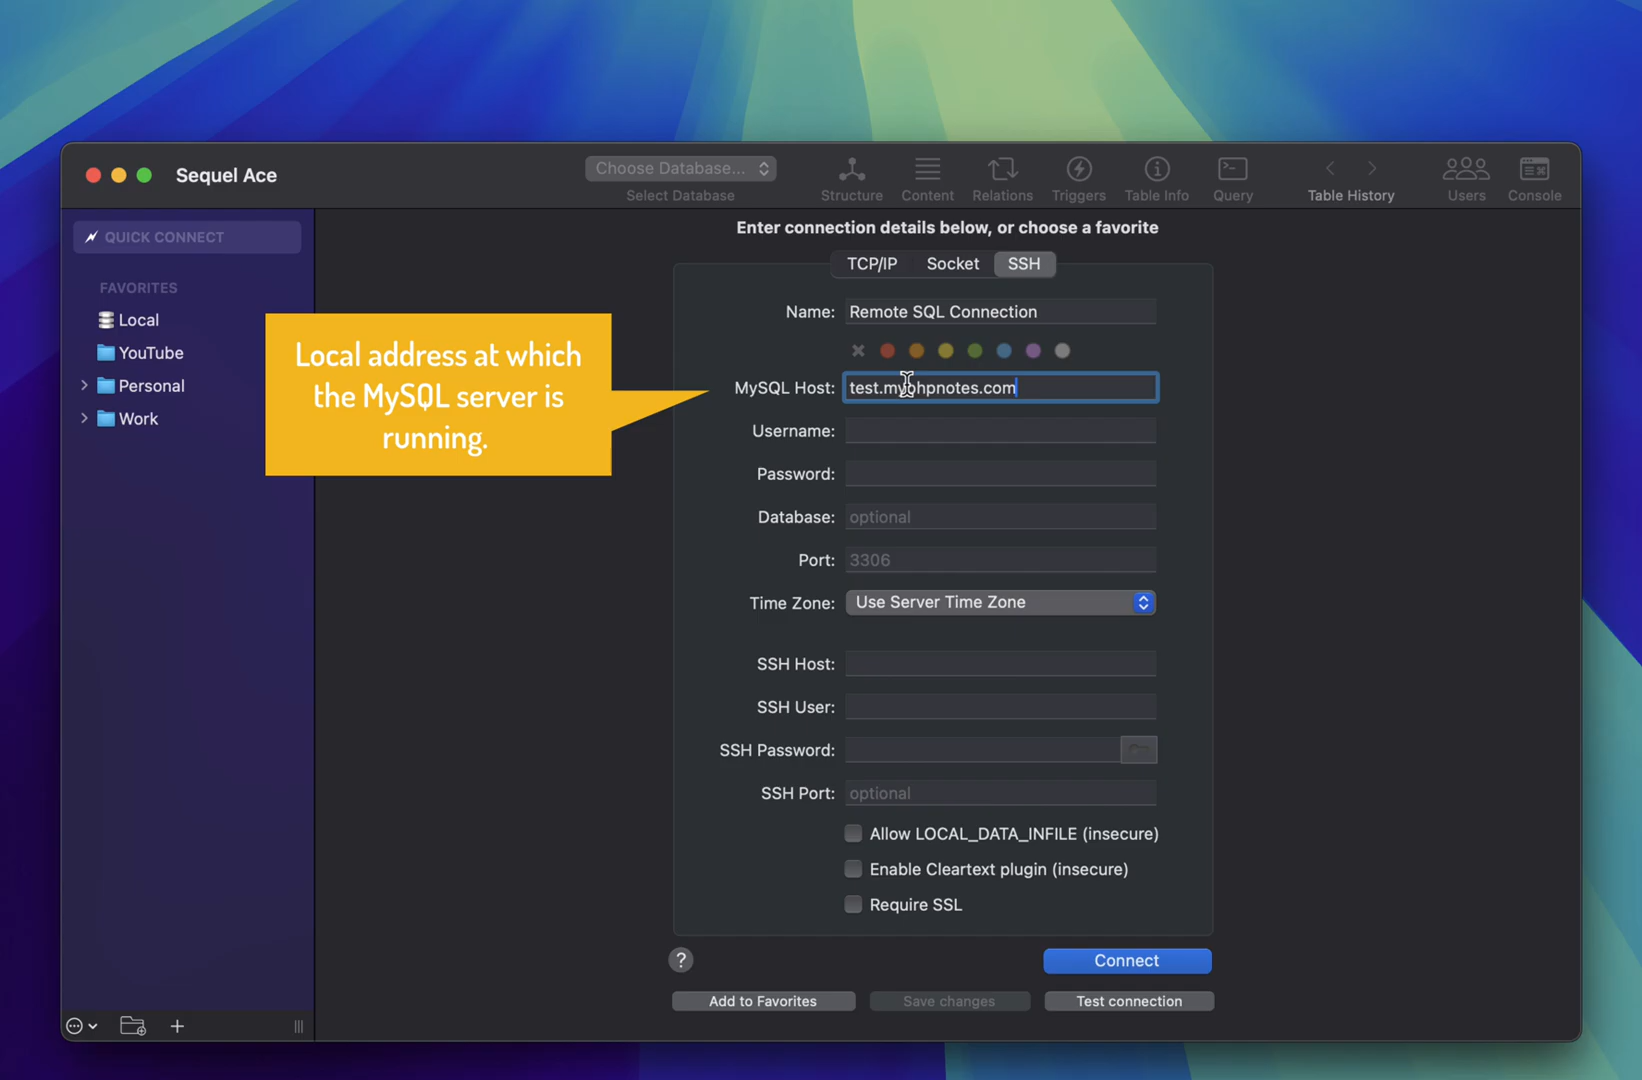 Sequel Ace
Choose Database...
Select Database
Structure
Content
Relations
Triggers
Table Info
Query
Table History
Users
Console
QUICK CONNECT
FAVORITES
Local
YouTube
Personal
Work
Local address at which
the MySQL server is
running.
Enter connection details below, or choose a favorite
TCP/IP
Socket
SSH
Name: Remote SQL Connection
MySQL Host: test.myphpnotes.com
Username:
Password:
Database: optional
Port: 3306
Time Zone: Use Server Time Zone
SSH Host:
SSH User:
SSH Password:
SSH Port: optional
Allow LOCAL_DATA_INFILE (insecure)
Enable Cleartext plugin (insecure)
Require SSL
?
Connect
Add to Favorites
Save changes
Test connection